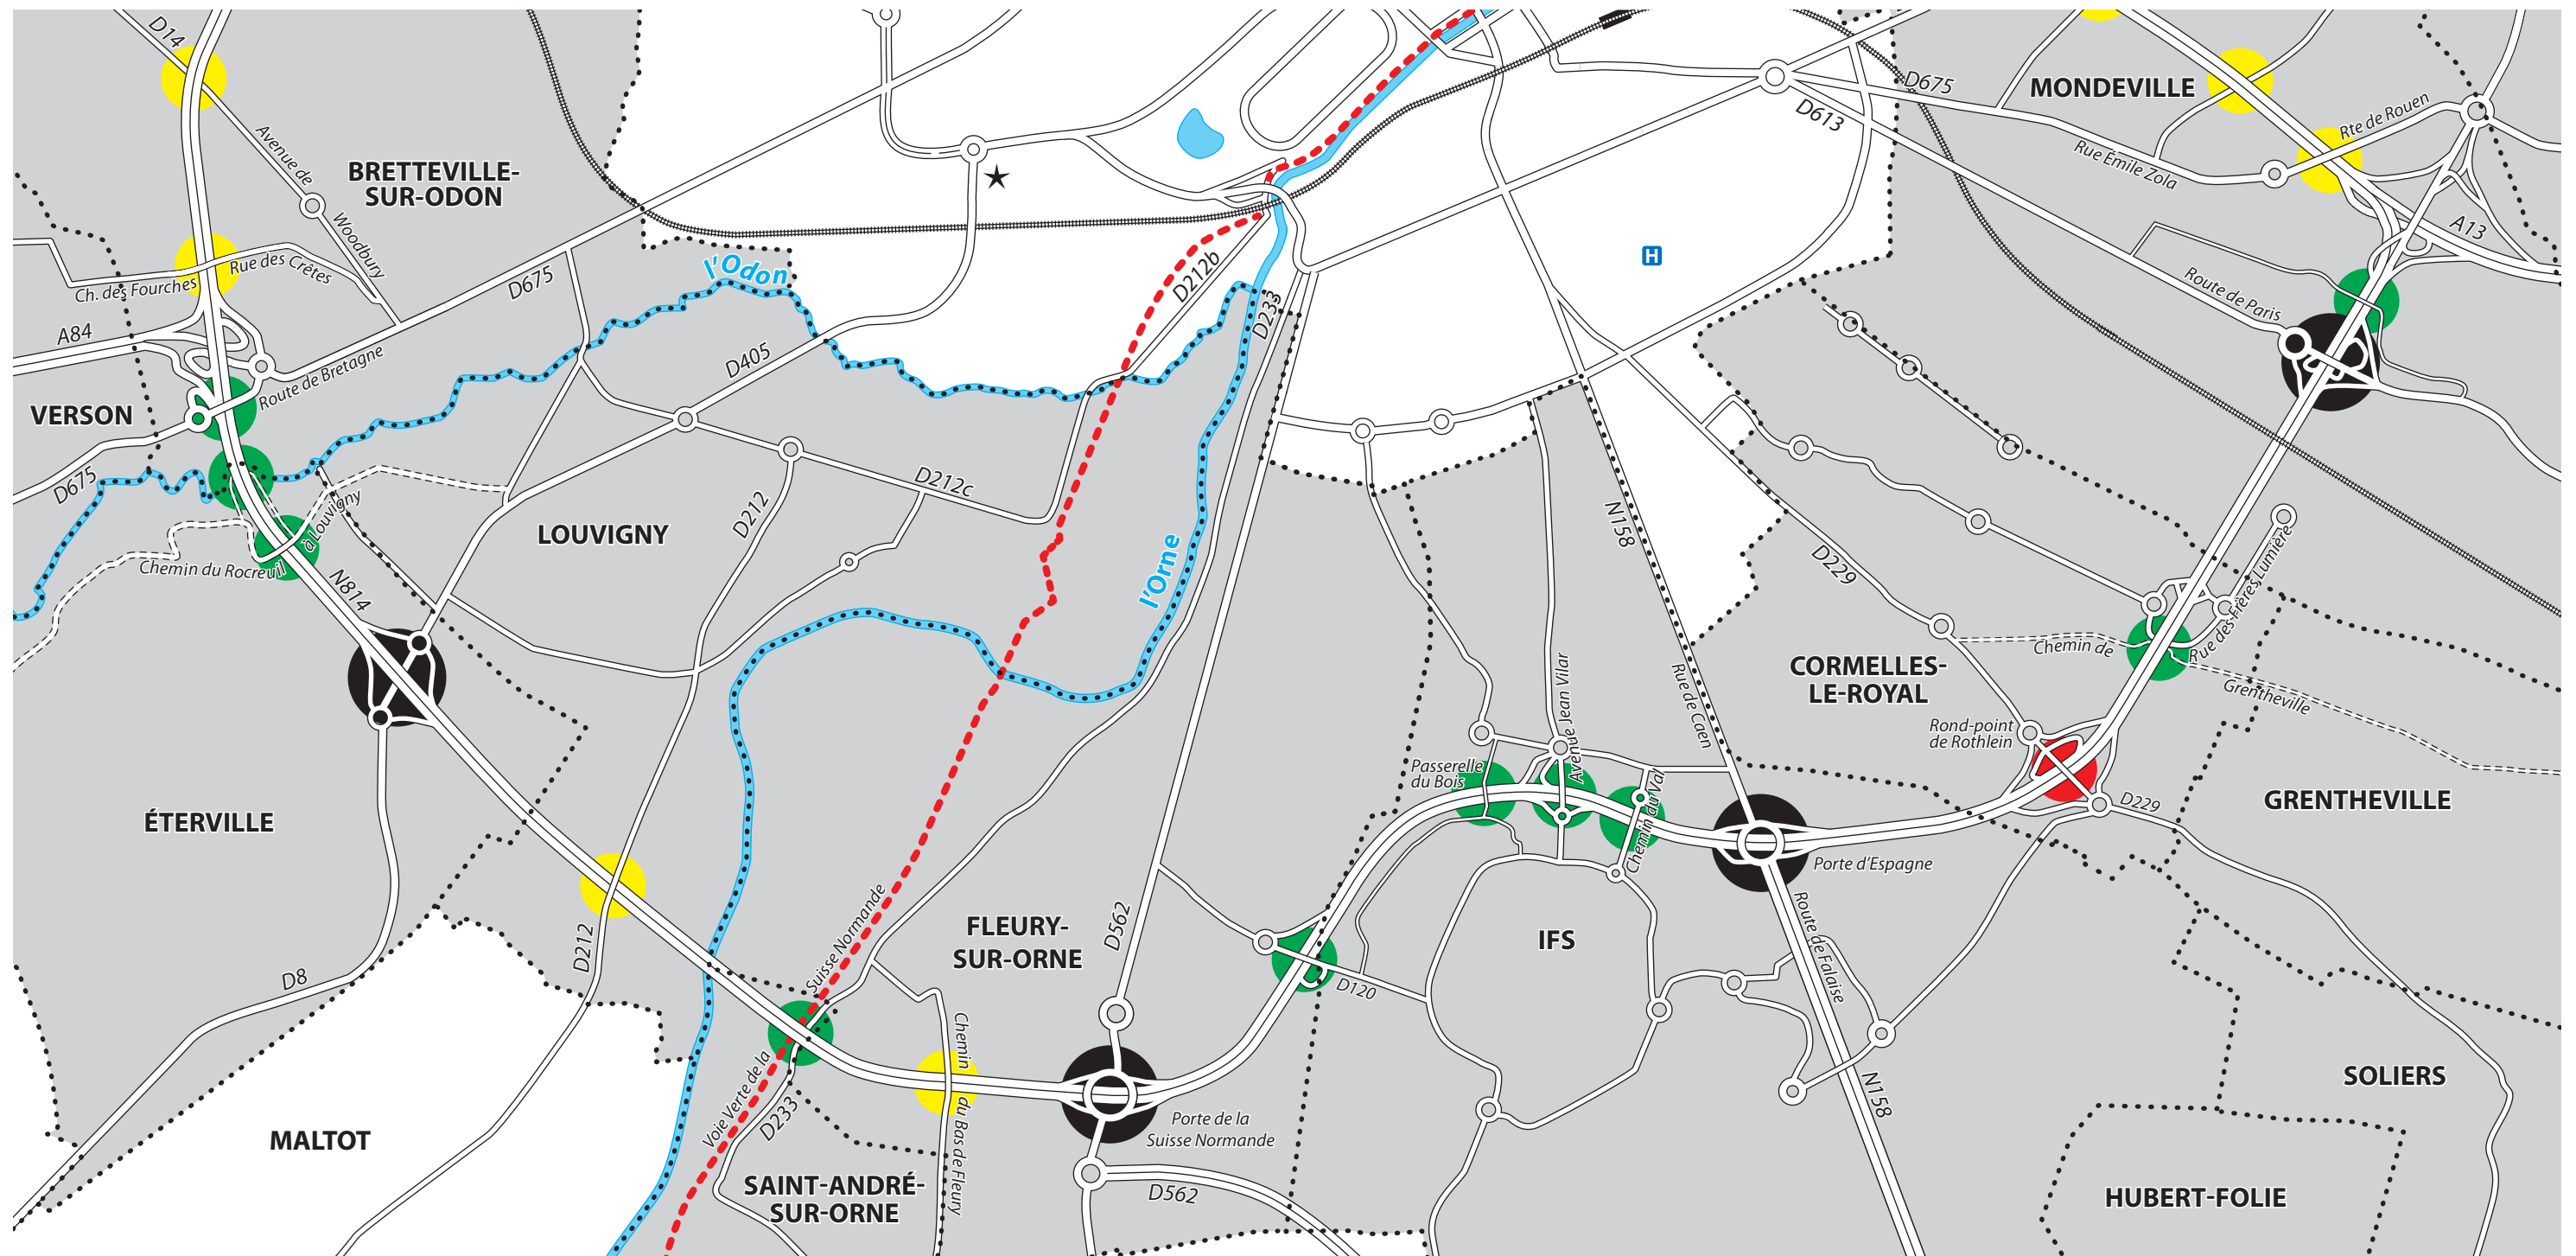 D14
MONDEVILLE
D675
D613
Rte de Rouen
Rue Émile Zola
Avenue de
Woodbury
BRETTEVILLE-
SUR-ODON
A13
Rue des Crêtes
Ch. des Fourches
D675
l'Odon
D212b
D233
H
Route de Paris
A84
Route de Bretagne
D405
VERSON
D675
à Louvigny
Chemin du Rocreuil
N814
LOUVIGNY
D212
D212c
l'Orne
N158
D229
Rue des Frères Lumière
Chemin de
Grentheville
CORMELLES-
LE-ROYAL
Rue de Caen
Avenue Jean Vilar
Rond-point
de Rothlein
Passerelle
du Bois
Chemin du Val
D229
GRENTHEVILLE
ÉTERVILLE
Porte d'Espagne
Route de Falaise
D8
D212
Suisse Normande
FLEURY-
SUR-ORNE
D562
IFS
D120
Chemin
du Bas de Fleury
Voie Verte de la
D233
Porte de la
Suisse Normande
N158
SOLIERS
MALTOT
SAINT-ANDRÉ-
SUR-ORNE
D562
HUBERT-FOLIE